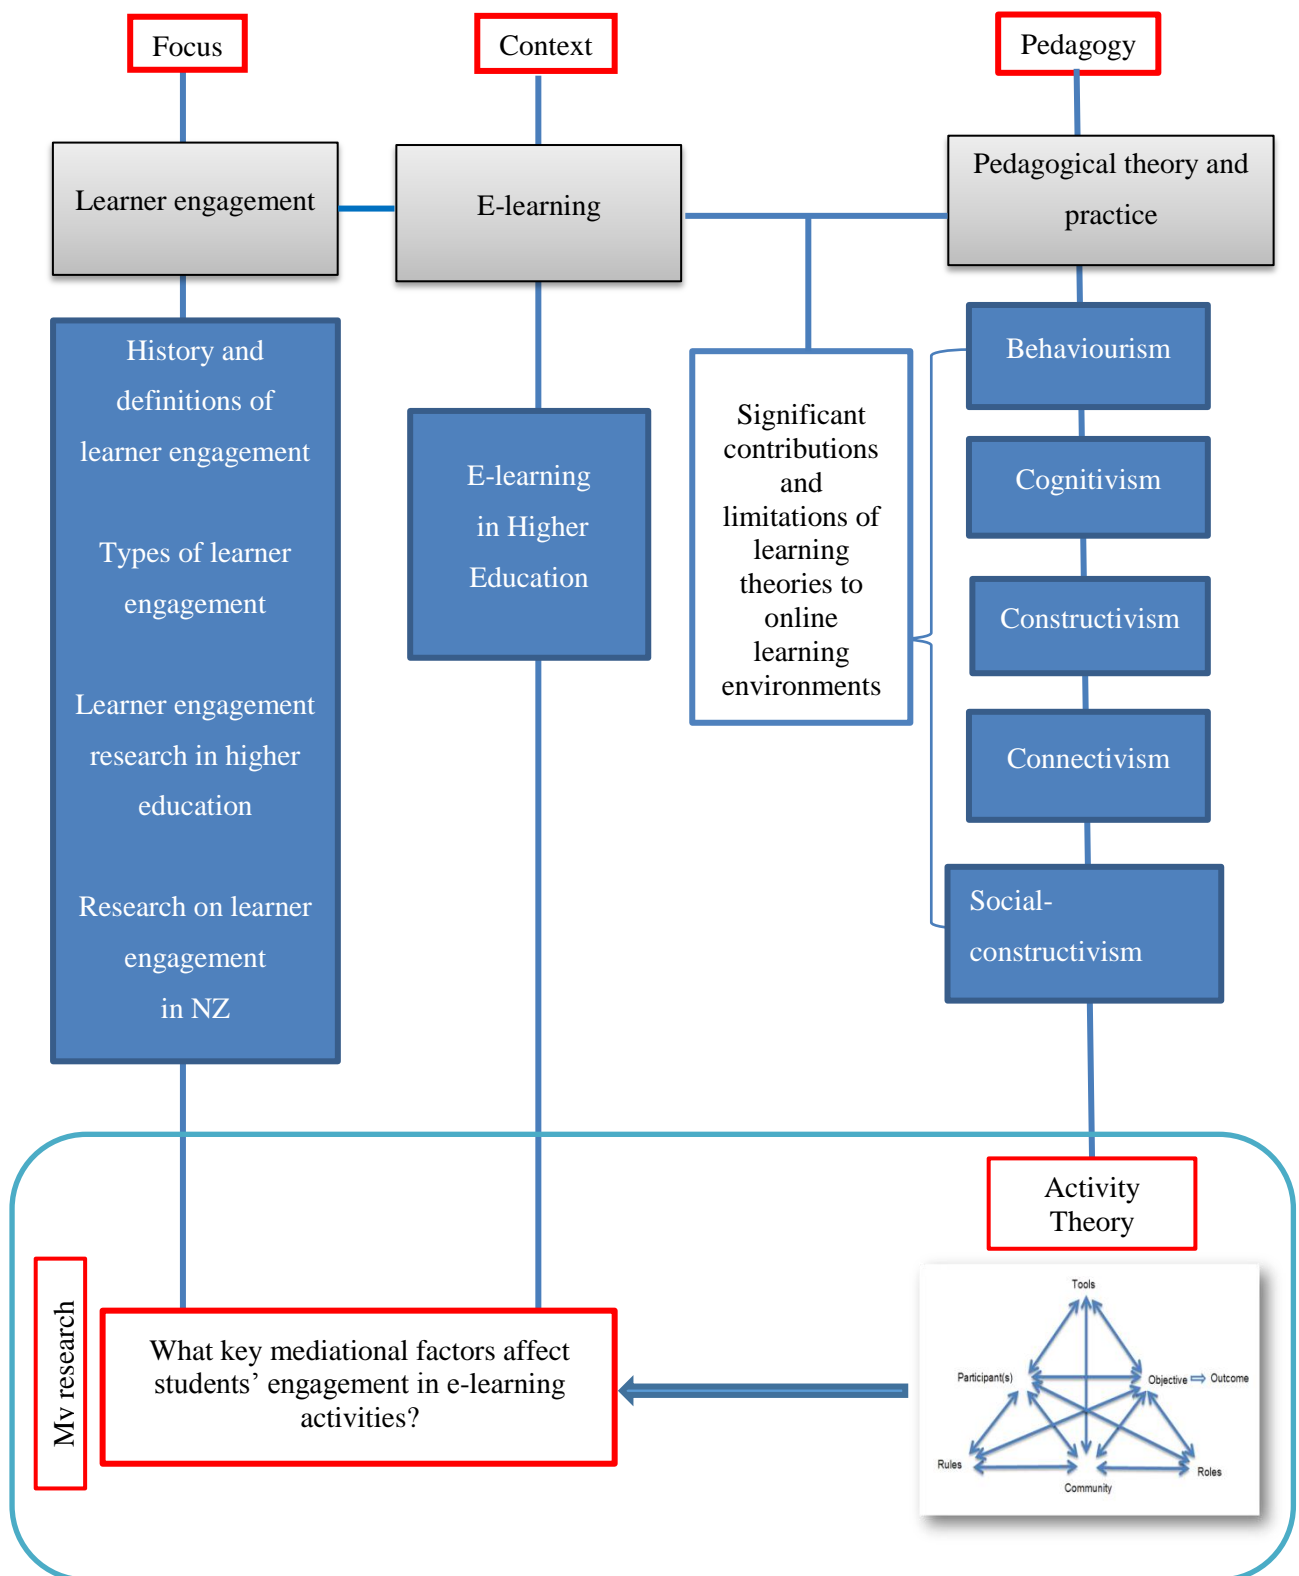 Focus
Context
Pedagogy
Learner engagement
E-learning
Pedagogical theory and
practice
History and
definitions of
learner engagement
Types of learner
engagement
Learner engagement
research in higher
education
Research on learner
engagement
in NZ
E-learning
in Higher
Education
Significant
contributions
and
limitations of
learning
theories to
online
learning
environments
Behaviourism
Cognitivism
Constructivism
Connectivism
Social-
constructivism
Activity
Theory
My research
What key mediational factors affect
students’ engagement in e-learning
activities?
Tools
Participant(s)
Objective
Outcome
Rules
Community
Roles